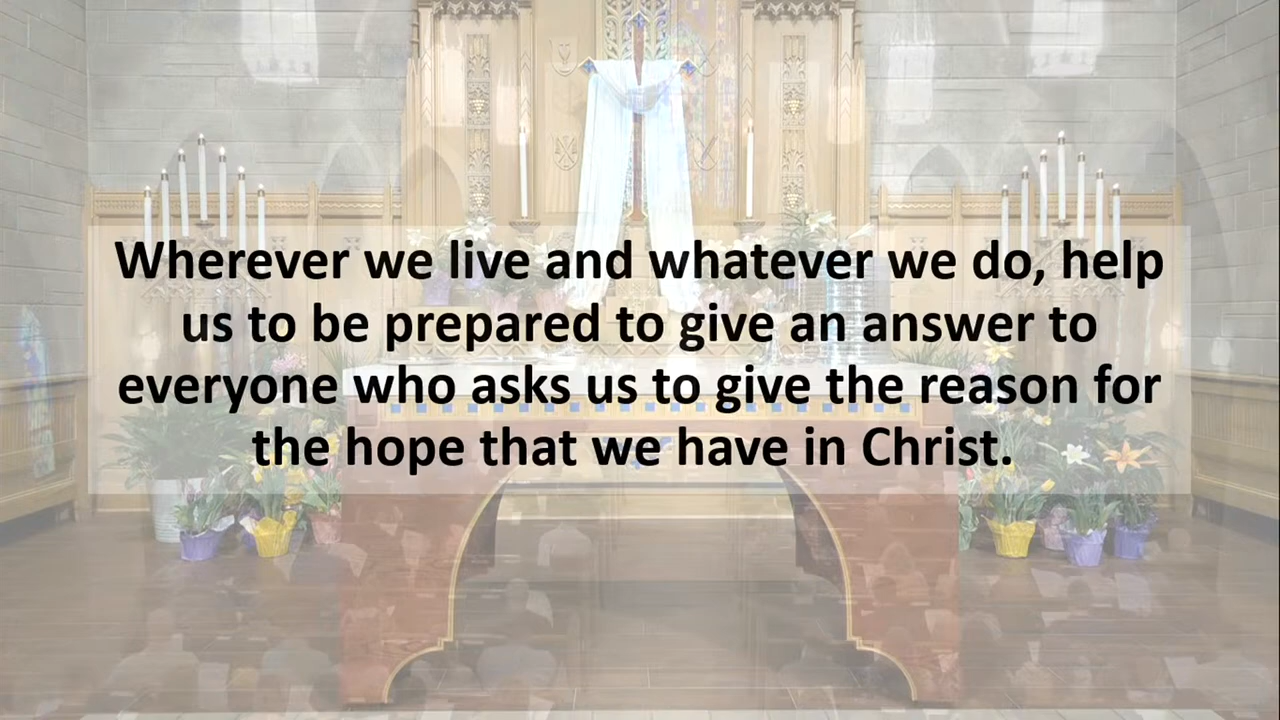 Wherever we live and whatever we do, help
us to be prepared to give an answer to
everyone who asks us to give the reason for
the hope that we have in Christ.